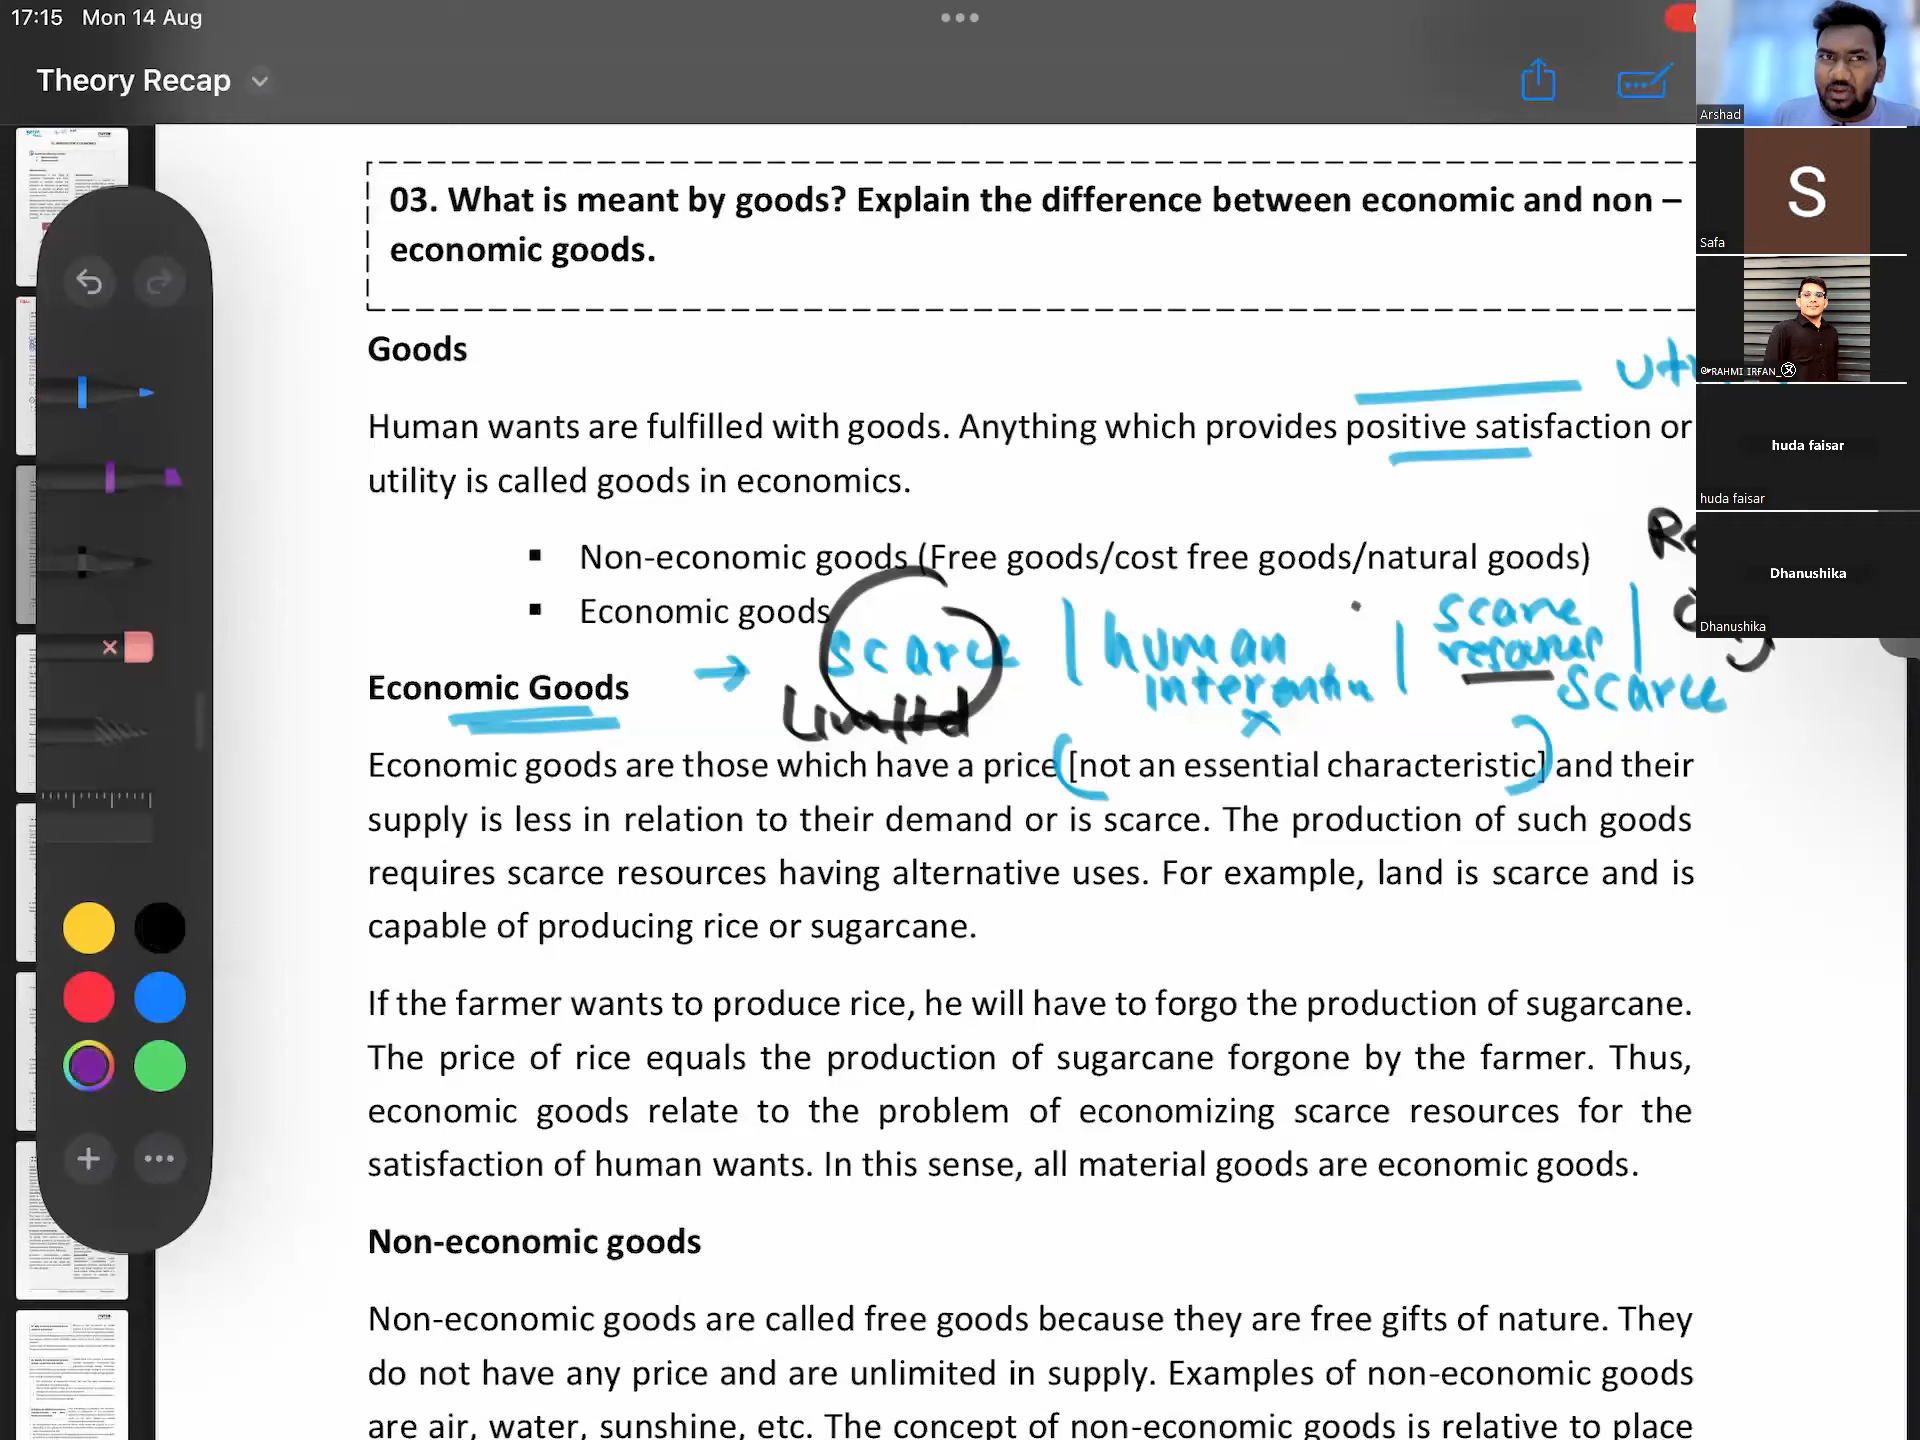 17:15 Mon 14 Aug
Theory Recap
Arshad
S
Safa
RAHMI IRFAN_
huda faisar
huda faisar
Dhanushika
Dhanushika
03. What is meant by goods? Explain the difference between economic and non –
economic goods.
Goods
Human wants are fulfilled with goods. Anything which provides positive satisfaction or
utility is called goods in economics.
▪ Non-economic goods (Free goods/cost free goods/natural goods)
▪ Economic goods
→ scarce | human | scarce |
resources
Economic Goods
Limited
scarce
Economic goods are those which have a price [not an essential characteristic] and their
supply is less in relation to their demand or is scarce. The production of such goods
requires scarce resources having alternative uses. For example, land is scarce and is
capable of producing rice or sugarcane.
If the farmer wants to produce rice, he will have to forgo the production of sugarcane.
The price of rice equals the production of sugarcane forgone by the farmer. Thus,
economic goods relate to the problem of economizing scarce resources for the
satisfaction of human wants. In this sense, all material goods are economic goods.
Non-economic goods
Non-economic goods are called free goods because they are free gifts of nature. They
do not have any price and are unlimited in supply. Examples of non-economic goods
are air, water, sunshine, etc. The concept of non-economic goods is relative to place